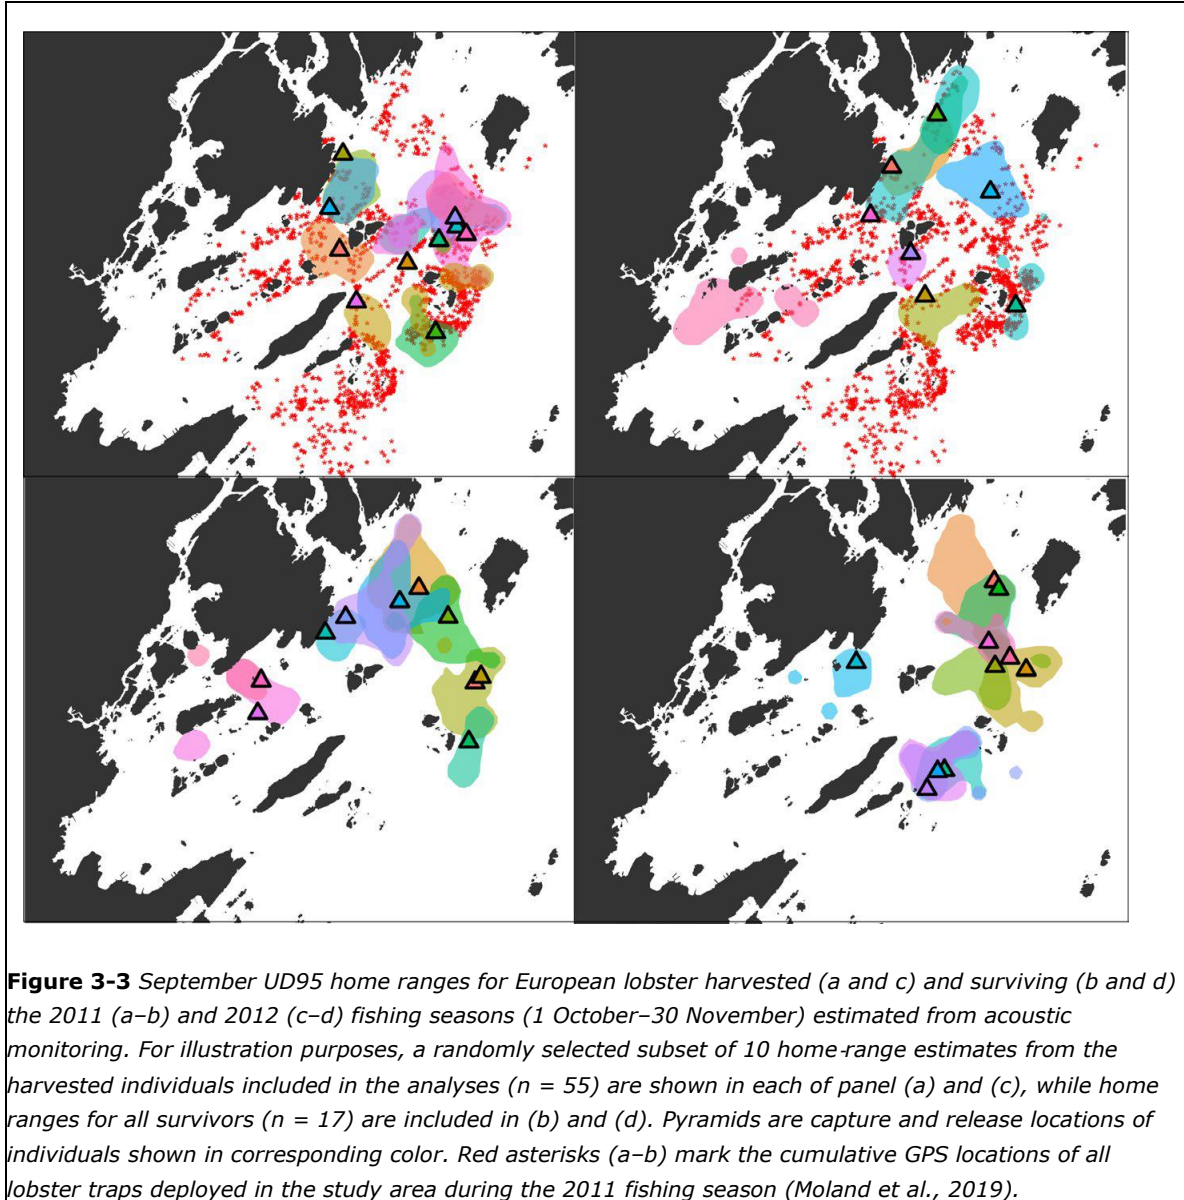 Figure 3-3 September UD95 home ranges for European lobster harvested (a and c) and surviving (b and d)
the 2011 (a–b) and 2012 (c–d) fishing seasons (1 October–30 November) estimated from acoustic
monitoring. For illustration purposes, a randomly selected subset of 10 home-range estimates from the
harvested individuals included in the analyses (n = 55) are shown in each of panel (a) and (c), while home
ranges for all survivors (n = 17) are included in (b) and (d). Pyramids are capture and release locations of
individuals shown in corresponding color. Red asterisks (a–b) mark the cumulative GPS locations of all
lobster traps deployed in the study area during the 2011 fishing season (Moland et al., 2019).